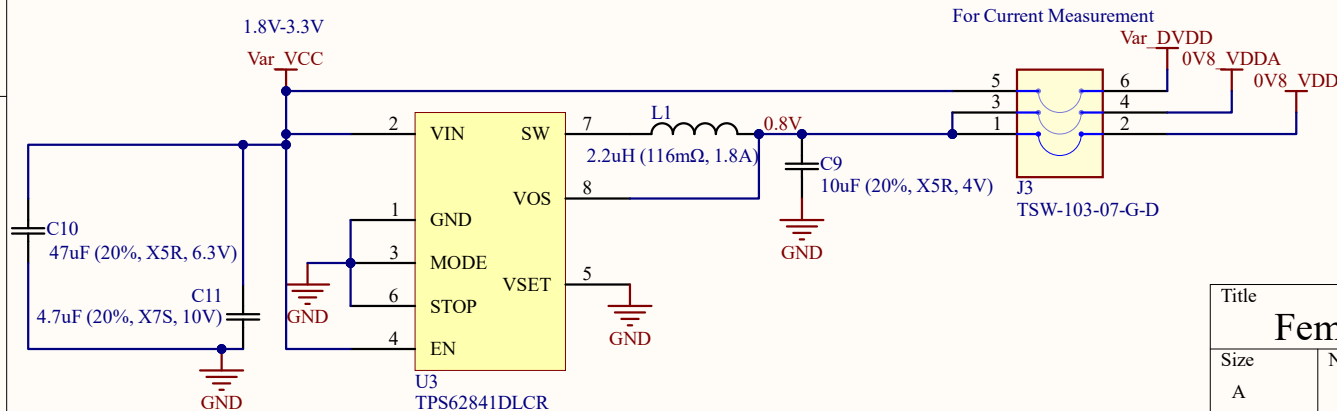 For Current Measurement
1.8V-3.3V
Var_VCC
Var_DVDD
0V8_VDDA
0V8_VDD
5
6
3
4
1
2
J3
TSW-103-07-G-D
2
VIN
SW
7
L1
2.2uH (116mΩ, 1.8A)
0.8V
C9
10uF (20%, X5R, 4V)
GND
VOS
8
1
GND
3
MODE
6
STOP
4
EN
VSET
5
GND
GND
C10
47uF (20%, X5R, 6.3V)
C11
4.7uF (20%, X7S, 10V)
GND
U3
TPS62841DLCR
Title
Fem
Size
N
A